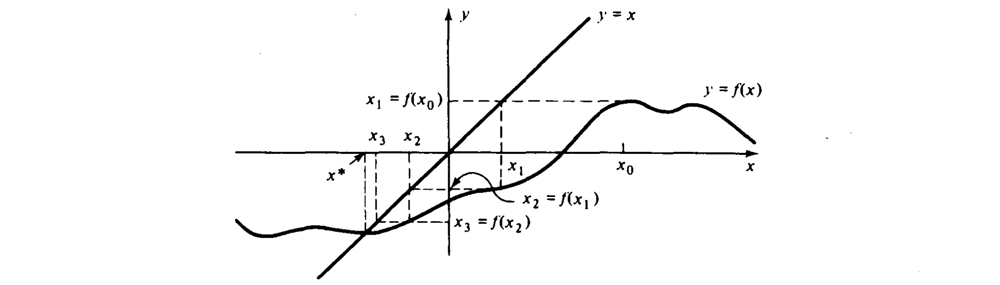 y
y = x
y = f(x)
x₁ = f(x₀)
x₃
x₂
x*
x₁
x₀
x
x₂ = f(x₁)
x₃ = f(x₂)